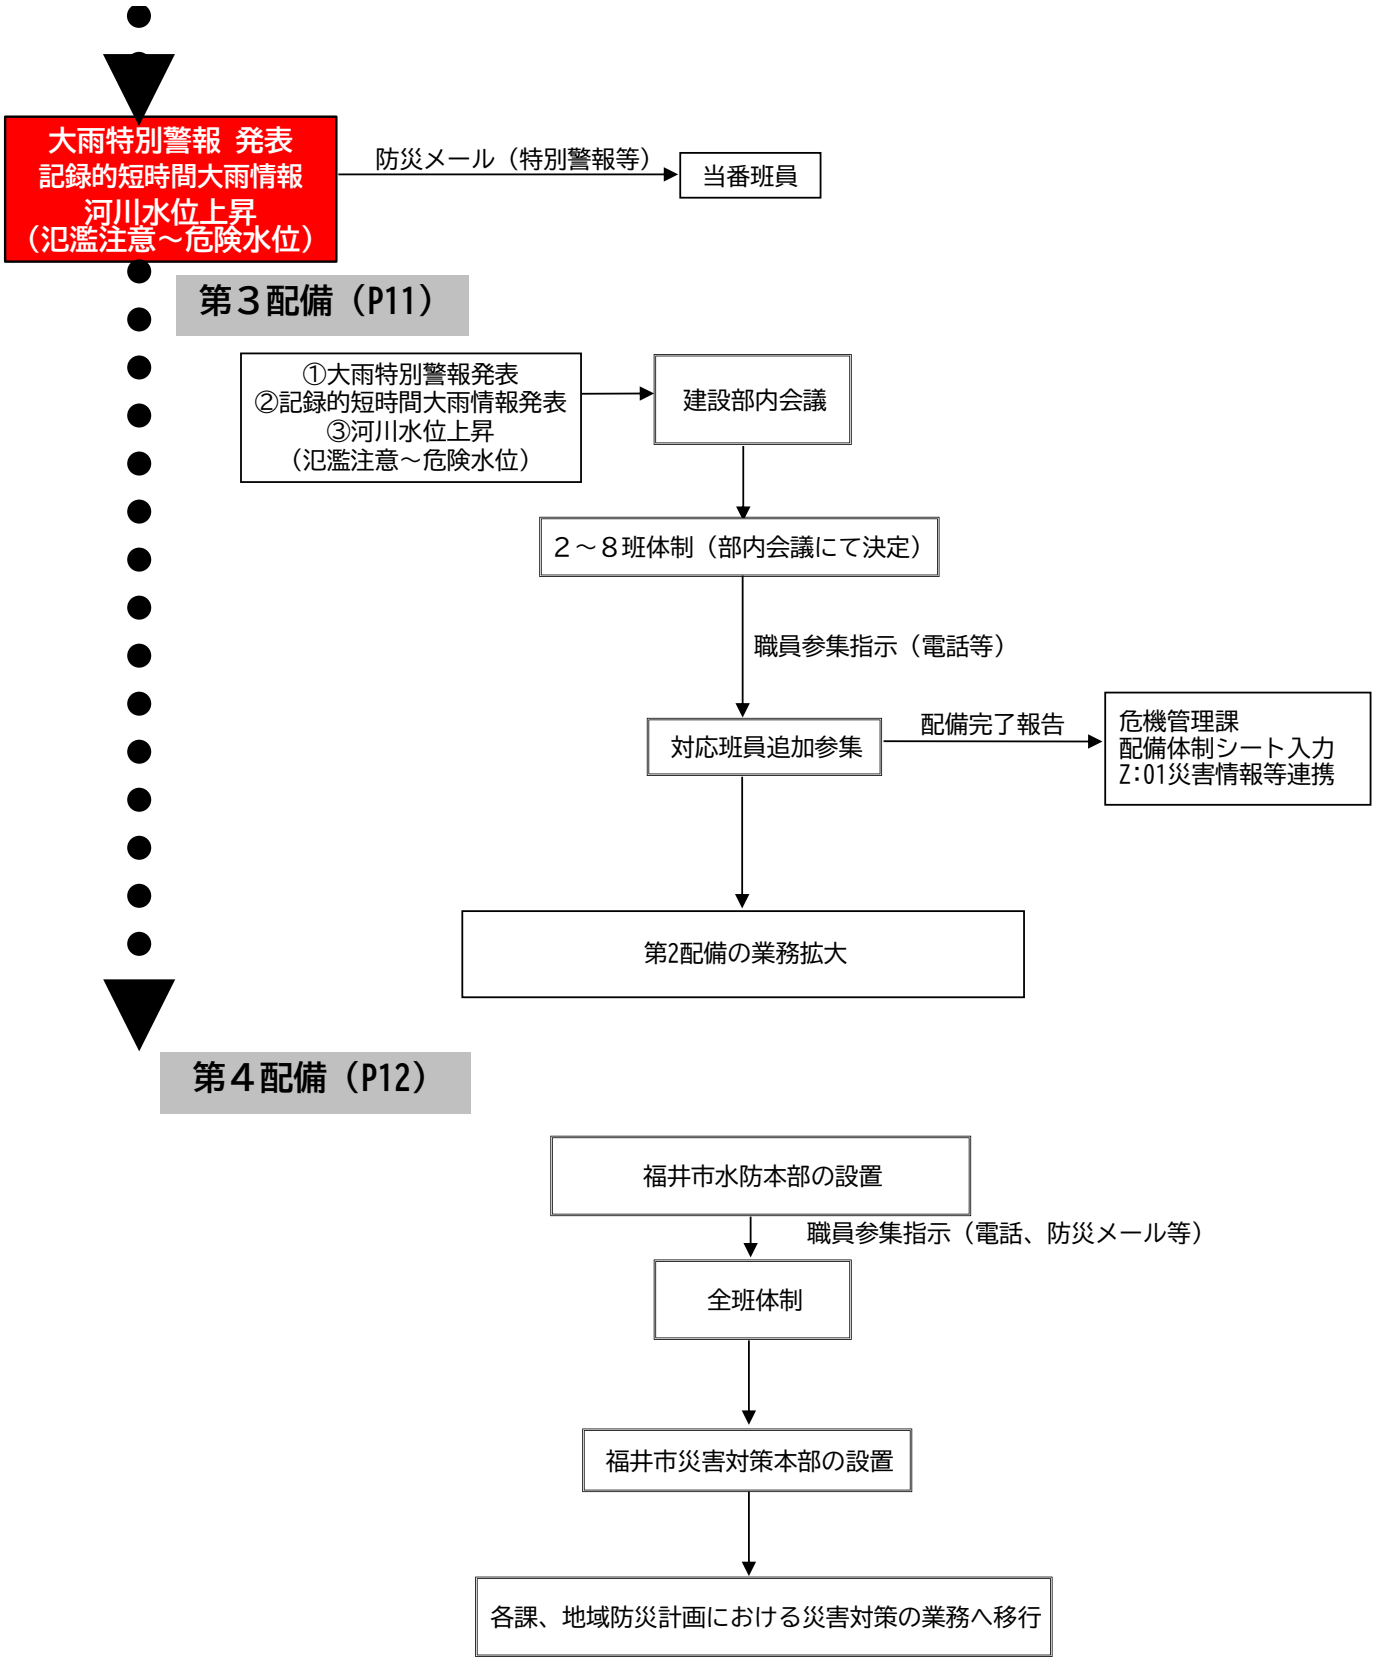 大雨特別警報 発表
記録的短時間大雨情報
河川水位上昇
（氾濫注意～危険水位）
防災メール（特別警報等）
当番班員
第３配備（P11）
①大雨特別警報発表
②記録的短時間大雨情報発表
③河川水位上昇
（氾濫注意～危険水位）
建設部内会議
２～８班体制（部内会議にて決定）
職員参集指示（電話等）
対応班員追加参集
配備完了報告
危機管理課
配備体制シート入力
Z:01災害情報等連携
第2配備の業務拡大
第４配備（P12）
福井市水防本部の設置
職員参集指示（電話、防災メール等）
全班体制
福井市災害対策本部の設置
各課、地域防災計画における災害対策の業務へ移行